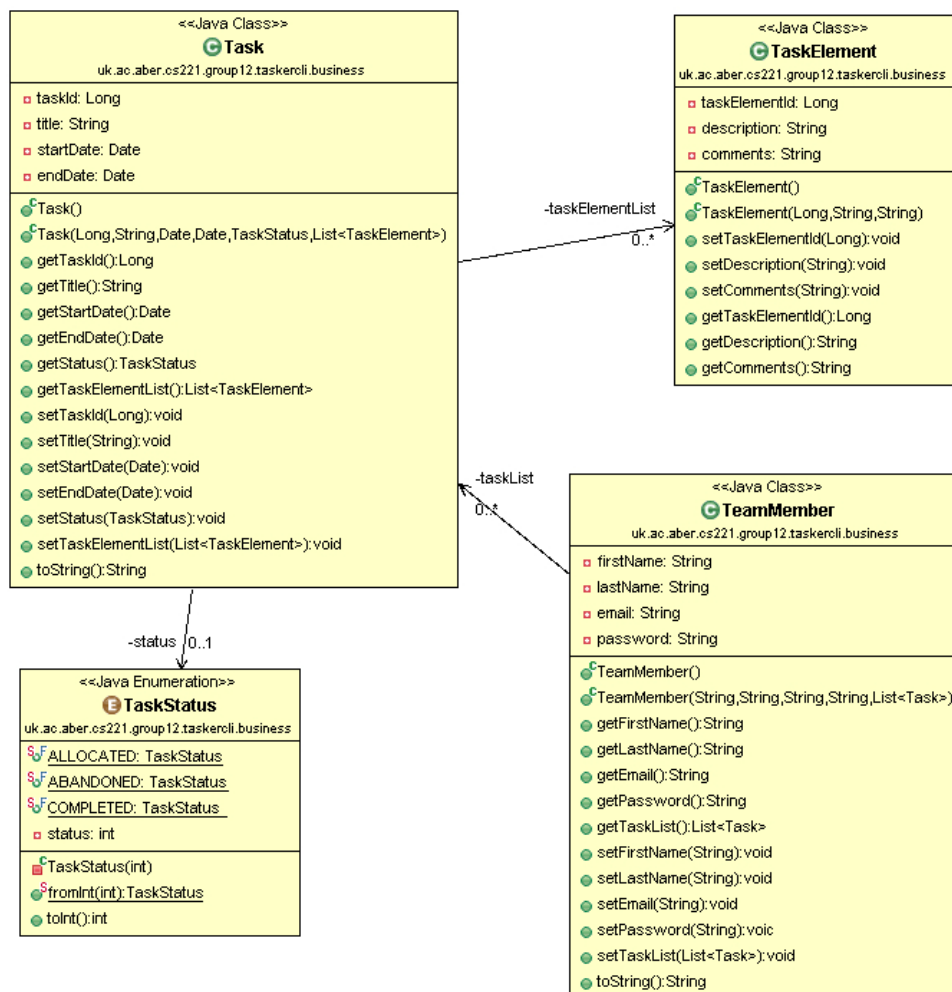 <<Java Class>>
Task
uk.ac.aber.cs221.group12.taskercli.business
taskId: Long
title: String
startDate: Date
endDate: Date
Task()
Task(Long,String,Date,Date,TaskStatus,List<TaskElement>)
getTaskId():Long
getTitle():String
getStartDate():Date
getEndDate():Date
getStatus():TaskStatus
getTaskElementList():List<TaskElement>
setTaskId(Long):void
setTitle(String):void
setStartDate(Date):void
setEndDate(Date):void
setStatus(TaskStatus):void
setTaskElementList(List<TaskElement>):void
toString():String
-taskElementList
0..*
<<Java Class>>
TaskElement
uk.ac.aber.cs221.group12.taskercli.business
taskElementId: Long
description: String
comments: String
TaskElement()
TaskElement(Long,String,String)
setTaskElementId(Long):void
setDescription(String):void
setComments(String):void
getTaskElementId():Long
getDescription():String
getComments():String
-taskList
0..*
-status
0..1
<<Java Enumeration>>
TaskStatus
uk.ac.aber.cs221.group12.taskercli.business
ALLOCATED: TaskStatus
ABANDONED: TaskStatus
COMPLETED: TaskStatus
status: int
TaskStatus(int)
fromInt(int):TaskStatus
toInt():int
<<Java Class>>
TeamMember
uk.ac.aber.cs221.group12.taskercli.business
firstName: String
lastName: String
email: String
password: String
TeamMember()
TeamMember(String,String,String,String,List<Task>)
getFirstName():String
getLastName():String
getEmail():String
getPassword():String
getTaskList():List<Task>
setFirstName(String):void
setLastName(String):void
setEmail(String):void
setPassword(String):voic
setTaskList(List<Task>):void
toString():String